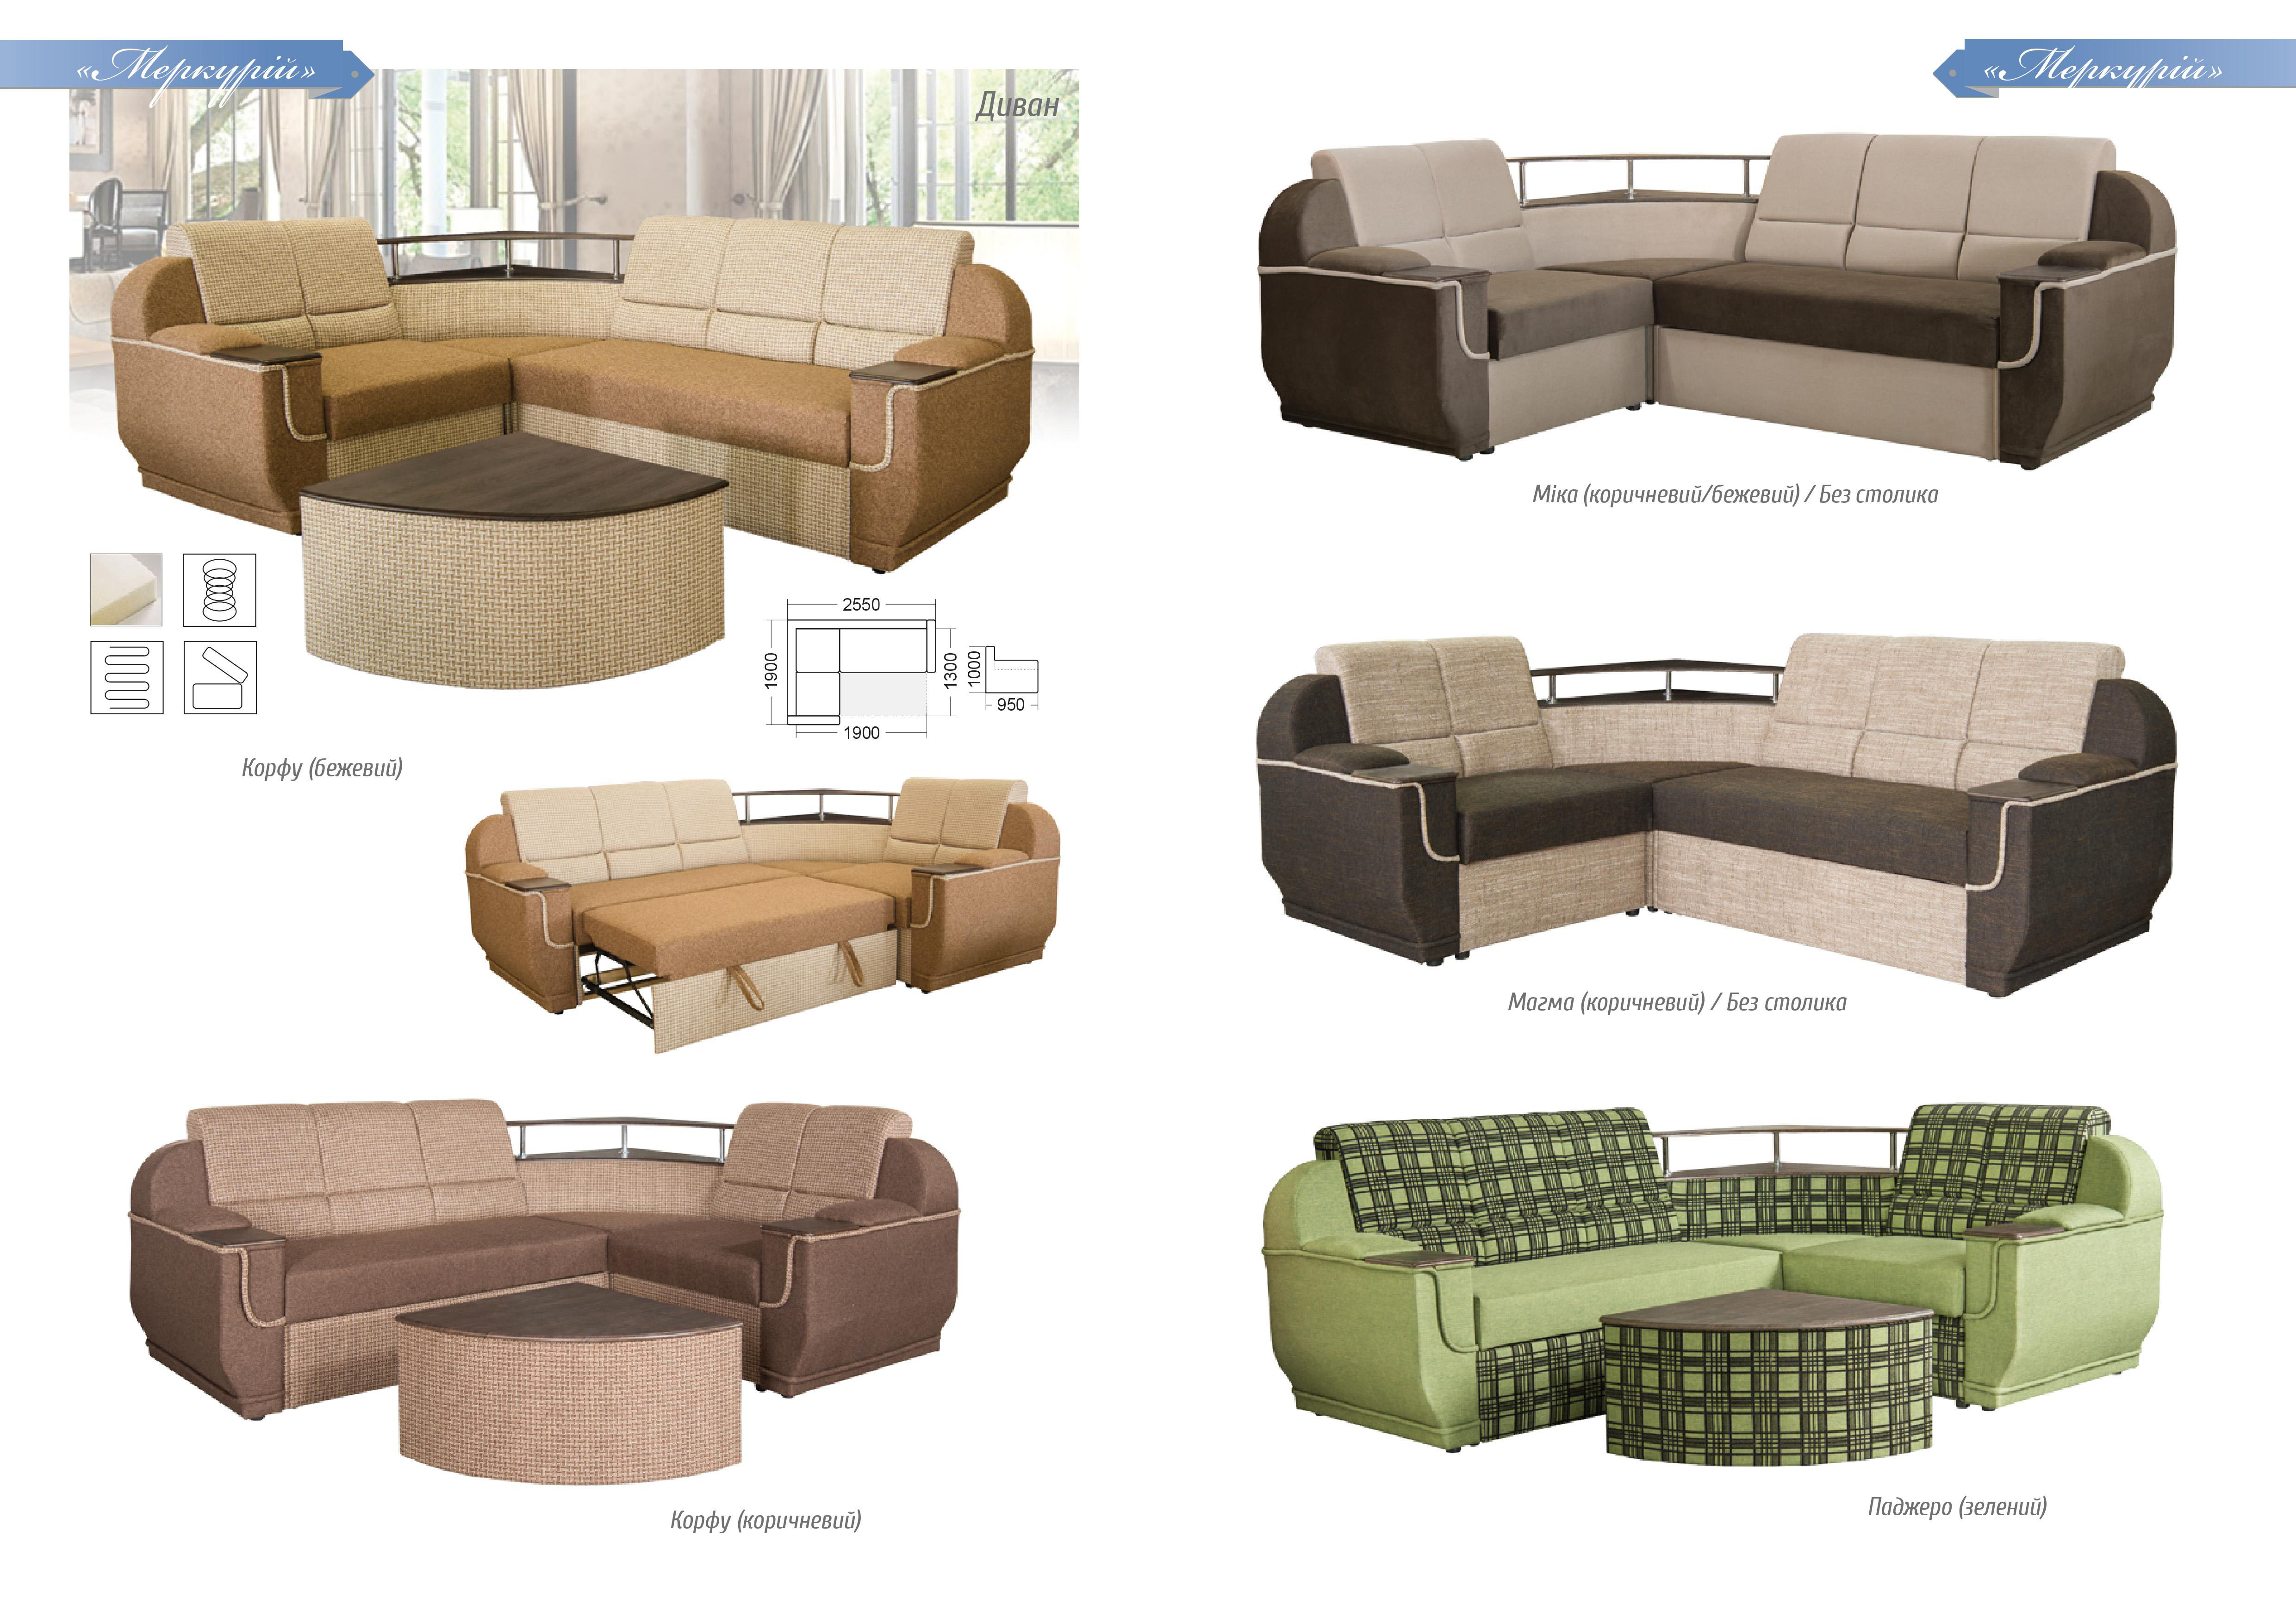 «Меркурій»
Диван
2550
1900
1300
1000
950
1900
Корфу (бежевий)
Корфу (коричневий)
«Меркурій»
Міка (коричневий/бежевий) / Без столика
Магма (коричневий) / Без столика
Паджеро (зелений)